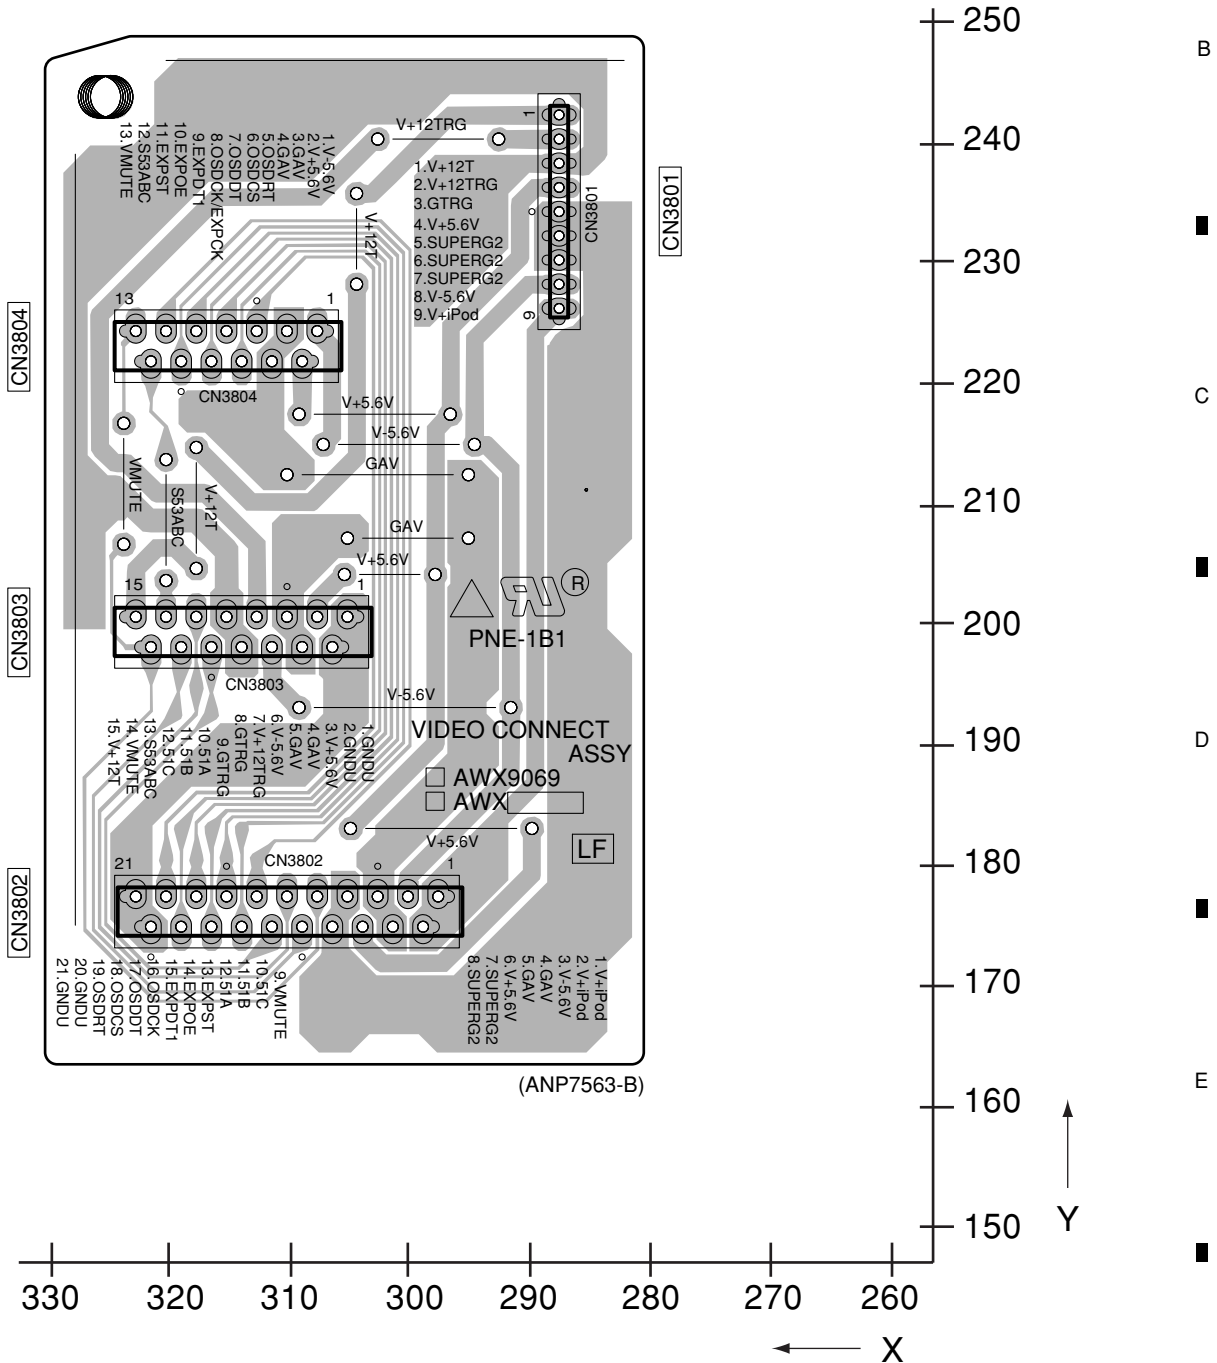 250
B
240
230
C
220
210
200
D
190
180
170
E
160
150
Y
330 320 310 300 290 280 270 260
X
13.VMUTE
12.S53ABC
11.EXPST
10.EXPOE
9.EXPDT1
8.OSDCK/EXPCK
7.OSDDT
6.OSDCS
5.OSDRT
4.GAV
3.GAV
2.V+5.6V
1.V-5.6V
V+12TRG
1
1.V+12T
2.V+12TRG
3.GTRG
4.V+5.6V
5.SUPERG2
6.SUPERG2
7.SUPERG2
8.V-5.6V
9.V+iPod
CN3801
9
CN3801
V+12T
13
1
CN3804
CN3804
V+5.6V
V-5.6V
GAV
VMUTE
S53ABC
V+12T
GAV
V+5.6V
15
1
CN3803
CN3803
R
PNE-1B1
V-5.6V
15.V+12T
14.VMUTE
13.S53ABC
12.51C
11.51B
10.51A
9.GTRG
8.GTRG
7.V+12TRG
6.V-5.6V
5.GAV
4.GAV
3.V+5.6V
2.GNDU
1.GNDU
VIDEO CONNECT
ASSY
AWX9069
AWX
V+5.6V
LF
21
CN3802
1
CN3802
21.GNDU
20.GNDU
19.OSDRT
18.OSDCS
17.OSDDT
16.OSDCK
15.EXPDT1
14.EXPOE
13.EXPST
12.51A
11.51B
10.51C
9.VMUTE
8.SUPERG2
7.SUPERG2
6.V+5.6V
5.GAV
4.GAV
3.V-5.6V
2.V+iPod
1.V+iPod
(ANP7563-B)